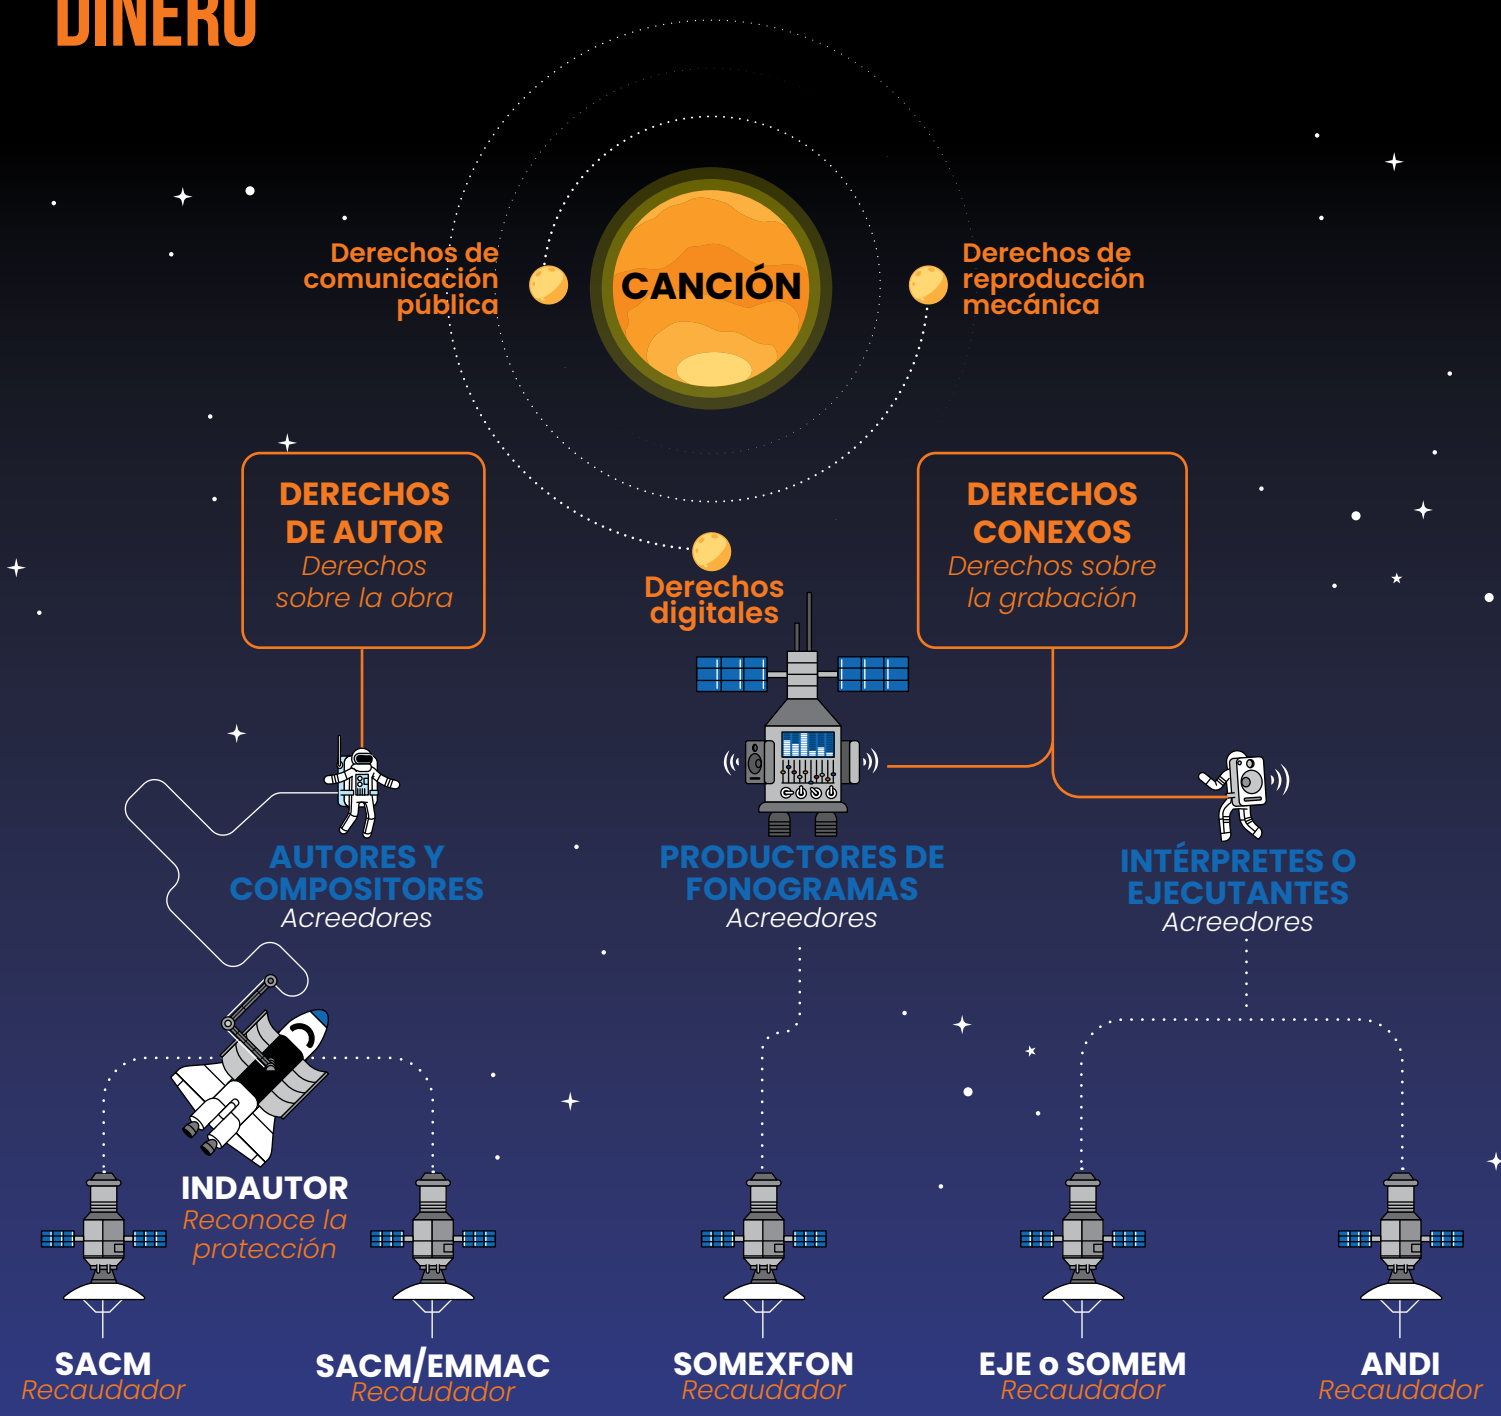 DINERO
CANCIÓN
Derechos de
comunicación
pública
Derechos de
reproducción
mecánica
Derechos
digitales
DERECHOS
DE AUTOR
Derechos
sobre la obra
DERECHOS
CONEXOS
Derechos sobre
la grabación
AUTORES Y
COMPOSITORES
Acreedores
PRODUCTORES DE
FONOGRAMAS
Acreedores
INTÉRPRETES O
EJECUTANTES
Acreedores
INDAUTOR
Reconoce la
protección
SACM
Recaudador
SACM/EMMAC
Recaudador
SOMEXFON
Recaudador
EJE o SOMEM
Recaudador
ANDI
Recaudador